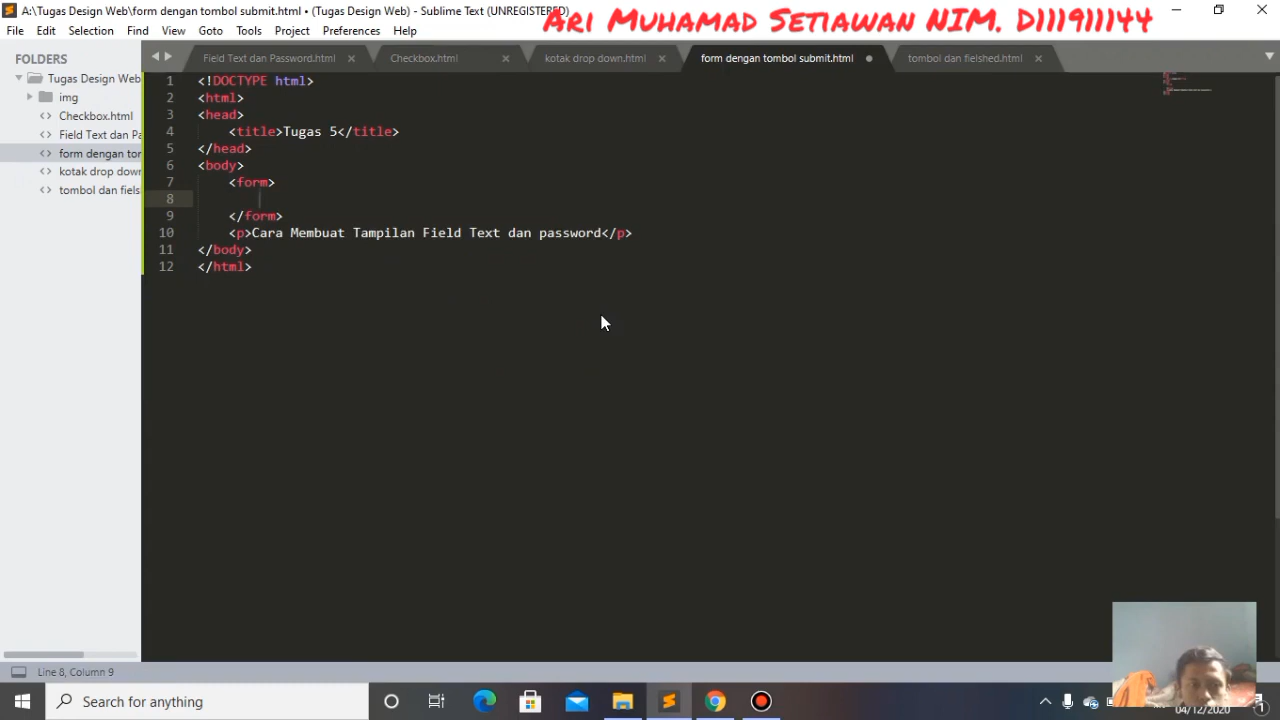 A:\Tugas Design Web\form dengan tombol submit.html • (Tugas Design Web) - Sublime Text (UNREGISTERED)
Ari Muhamad Setiawan NIM. D111911144
File Edit Selection Find View Goto Tools Project Preferences Help
FOLDERS
Tugas Design Web
img
Checkbox.html
Field Text dan Pa
form dengan tor
kotak drop down
tombol dan fiels
Field Text dan Password.html Checkbox.html kotak drop down.html form dengan tombol submit.html tombol dan fielshed.html
1 <!DOCTYPE html>
2 <html>
3 <head>
4 <title>Tugas 5</title>
5 </head>
6 <body>
7 <form>
8
9 </form>
10 <p>Cara Membuat Tampilan Field Text dan password</p>
11 </body>
12 </html>
Line 8, Column 9
Search for anything
04/12/2020
1